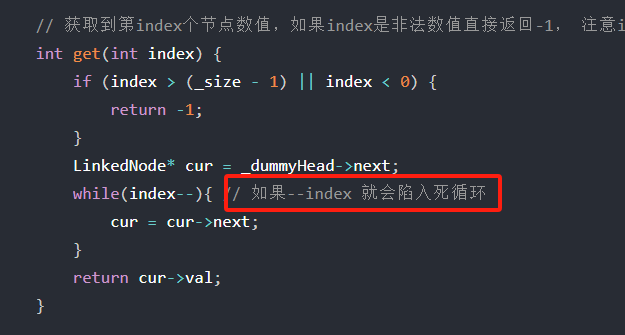 // 获取到第index个节点数值，如果index是非法数值直接返回-1， 注意i
int get(int index) {
if (index > (_size - 1) || index < 0) {
return -1;
}
LinkedNode* cur = _dummyHead->next;
while(index--){ // 如果--index 就会陷入死循环
cur = cur->next;
}
return cur->val;
}